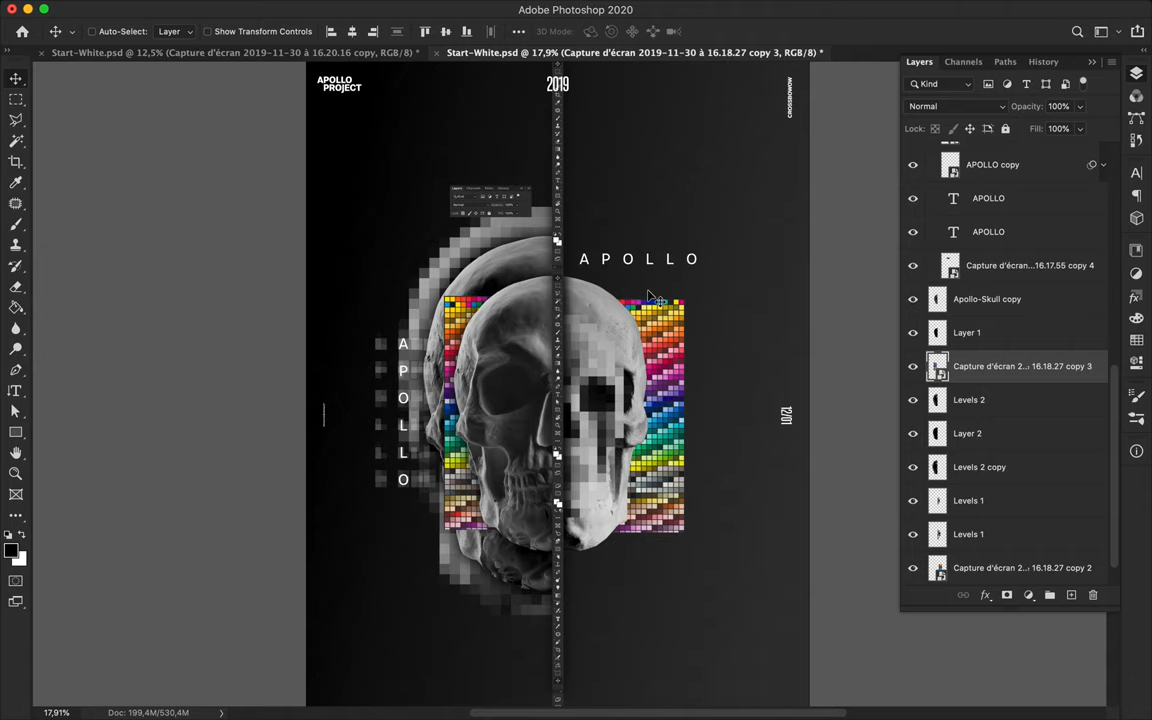 Adobe Photoshop 2020
Auto-Select:
Layer
Show Transform Controls
3D Mode:
Start-White.psd @ 12,5% (Capture d'écran 2019-11-30 à 16.20.16 copy, RGB/8) *
Start-White.psd @ 17,9% (Capture d'écran 2019-11-30 à 16.18.27 copy 3, RGB/8) *
Layers
Channels
Paths
History
Kind
Normal
Opacity: 100%
Lock:
Fill: 100%
APOLLO copy
APOLLO
APOLLO
Capture d'écran...16.17.55 copy 4
Apollo-Skull copy
Layer 1
Capture d'écran 2...16.18.27 copy 3
Levels 2
Layer 2
Levels 2 copy
Levels 1
Levels 1
Capture d'écran 2...16.18.27 copy 2
APOLLO
PROJECT
2019
CROSSBOWOW
APOLLO
APOLLO
12/01
17,91%
Doc: 199,4M/530,4M